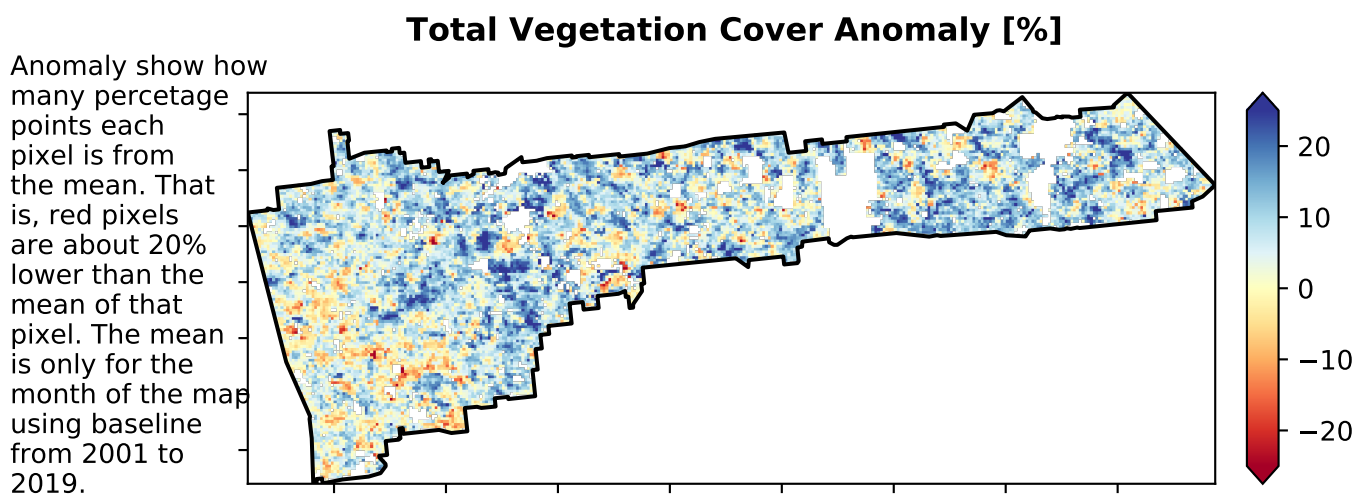 Total Vegetation Cover Anomaly [%]
Anomaly show how
many percetage
points each
pixel is from
the mean. That
is, red pixels
are about 20%
lower than the
mean of that
pixel. The mean
is only for the
month of the map
using baseline
from 2001 to
2019.
20
10
0
−10
−20